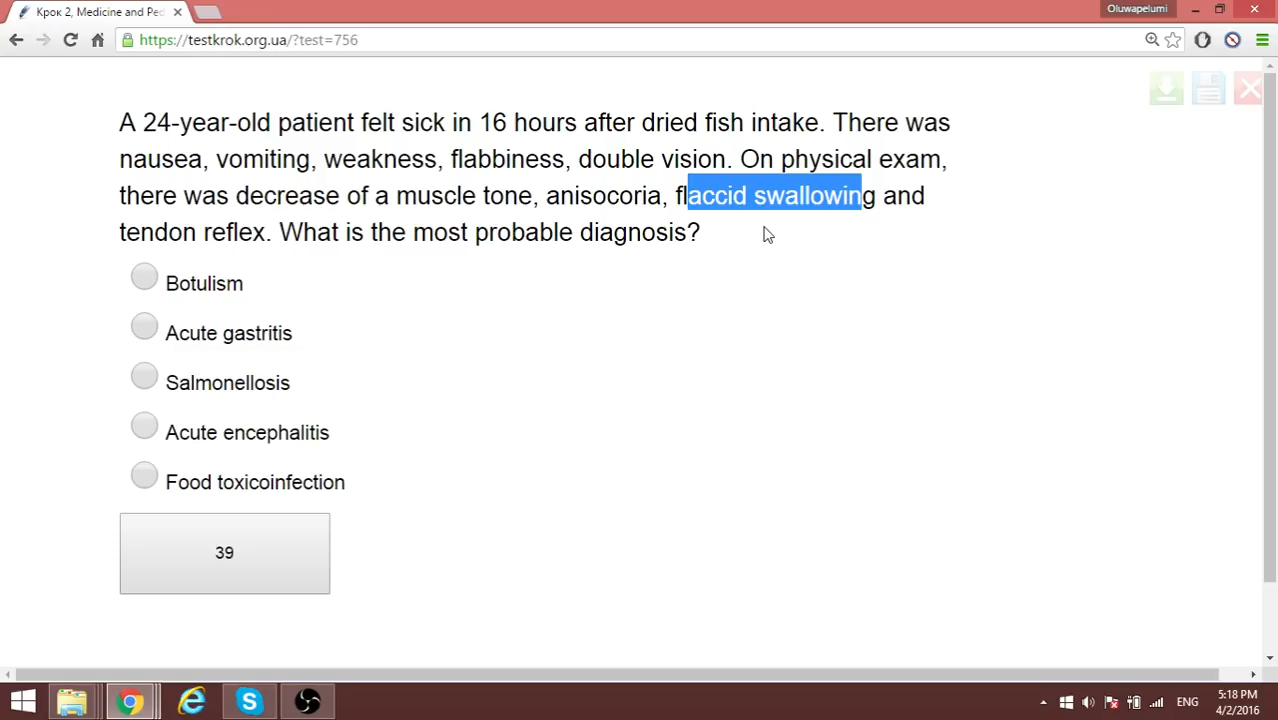 Крок 2, Medicine and Ped
Oluwapelumi
https://testkrok.org.ua/?test=756
A 24-year-old patient felt sick in 16 hours after dried fish intake. There was
nausea, vomiting, weakness, flabbiness, double vision. On physical exam,
there was decrease of a muscle tone, anisocoria, flaccid swallowing and
tendon reflex. What is the most probable diagnosis?
Botulism
Acute gastritis
Salmonellosis
Acute encephalitis
Food toxicoinfection
39
ENG
5:18 PM
4/2/2016